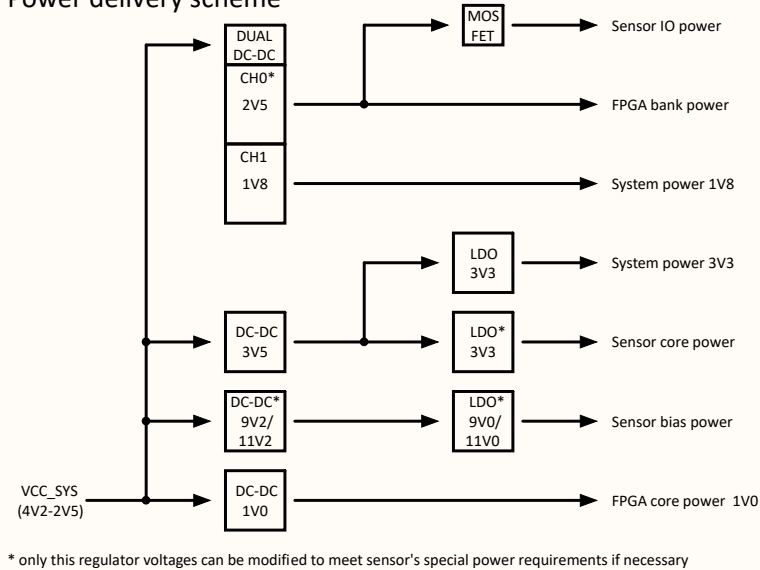 Power delivery scheme
MOS
FET
Sensor IO power
DUAL
DC-DC
CH0*
2V5
FPGA bank power
CH1
1V8
System power 1V8
LDO
3V3
System power 3V3
DC-DC
3V5
LDO*
3V3
Sensor core power
DC-DC*
9V2/
11V2
LDO*
9V0/
11V0
Sensor bias power
VCC_SYS
(4V2-2V5)
DC-DC
1V0
FPGA core power 1V0
* only this regulator voltages can be modified to meet sensor's special power requirements if necessary